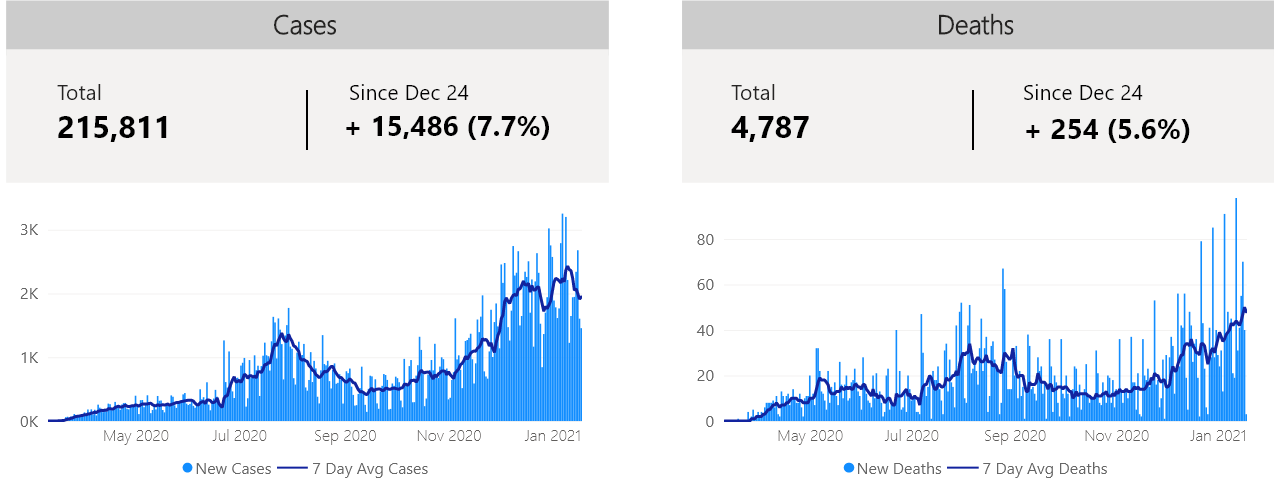 Cases
Total
215,811
Since Dec 24
+ 15,486 (7.7%)
3K
2K
1K
0K
May 2020 Jul 2020 Sep 2020 Nov 2020 Jan 2021
New Cases 7 Day Avg Cases
Deaths
Total
4,787
Since Dec 24
+ 254 (5.6%)
80
60
40
20
0
May 2020 Jul 2020 Sep 2020 Nov 2020 Jan 2021
New Deaths 7 Day Avg Deaths